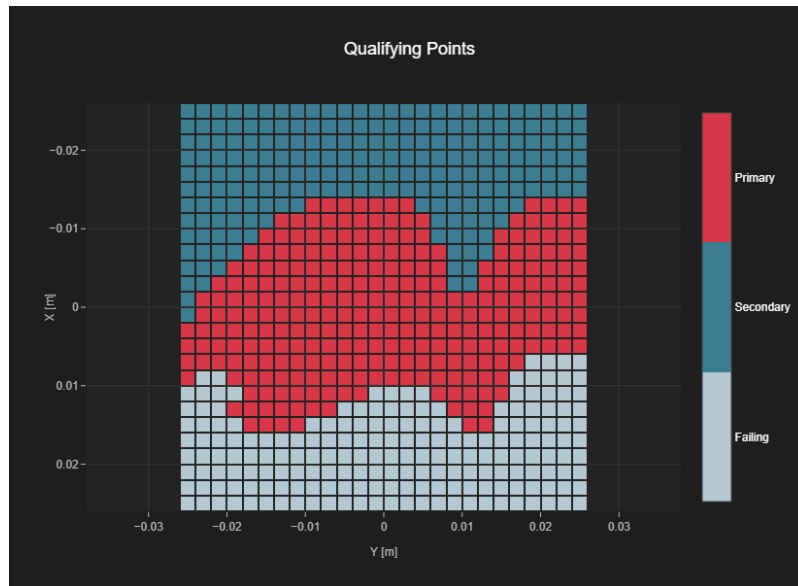 Qualifying Points
−0.02
−0.01
0
0.01
0.02
X [m]
−0.03
−0.02
−0.01
0
0.01
0.02
0.03
Y [m]
Primary
Secondary
Failing